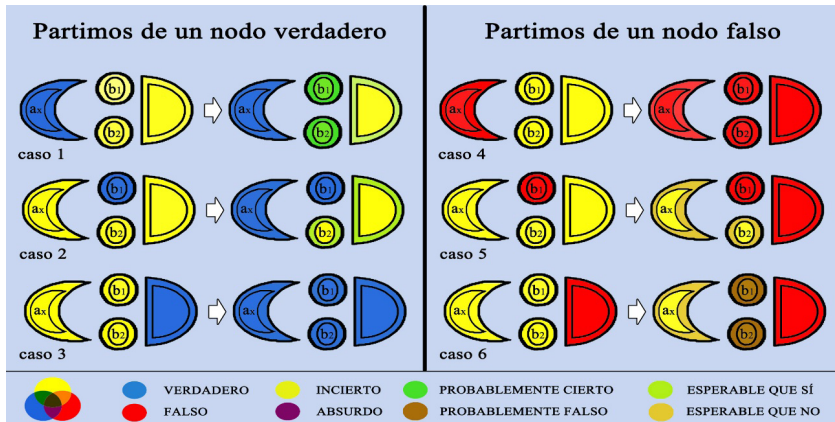 Partimos de un nodo verdadero
aₓ b₁ b₂ aₓ b₁ b₂
caso 1
aₓ b₁ b₂ aₓ b₁ b₂
caso 2
aₓ b₁ b₂ aₓ b₁ b₂
caso 3
Partimos de un nodo falso
aₓ b₁ b₂ aₓ b₁ b₂
caso 4
aₓ b₁ b₂ aₓ b₁ b₂
caso 5
aₓ b₁ b₂ aₓ b₁ b₂
caso 6
VERDADERO INCIERTO PROBABLEMENTE CIERTO ESPERABLE QUE SÍ
FALSO ABSURDO PROBABLEMENTE FALSO ESPERABLE QUE NO